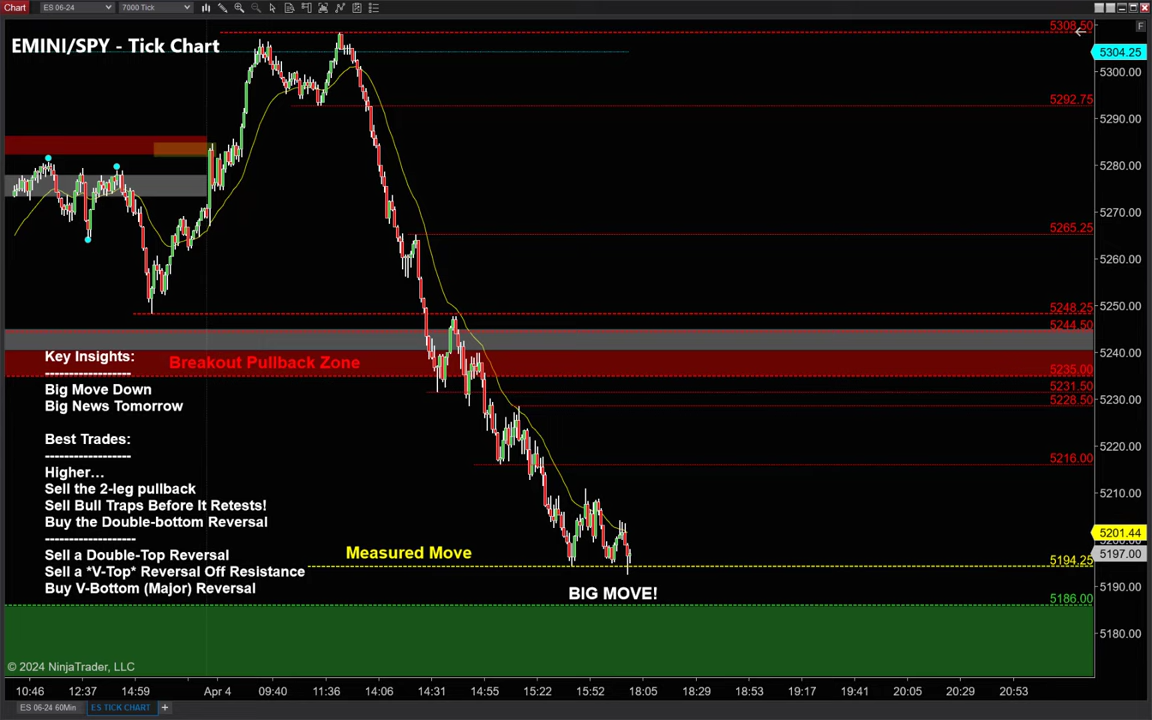 Chart
ES 06-24
7000 Tick
EMINI/SPY - Tick Chart
F
5308.50
5304.25
5300.00
5292.75
5290.00
5280.00
5270.00
5265.25
5260.00
5250.00
5248.25
5244.50
5240.00
5235.00
5231.50
5230.00
5228.50
5220.00
5216.00
5210.00
5201.44
5200.00
5197.00
5194.25
5190.00
5186.00
5180.00
Breakout Pullback Zone
Key Insights:
------------------
Big Move Down
Big News Tomorrow
Best Trades:
------------------
Higher...
Sell the 2-leg pullback
Sell Bull Traps Before It Retests!
Buy the Double-bottom Reversal
-------------------
Sell a Double-Top Reversal
Sell a *V-Top* Reversal Off Resistance
Buy V-Bottom (Major) Reversal
Measured Move
BIG MOVE!
© 2024 NinjaTrader, LLC
10:46 12:37 14:59 Apr 4 09:40 11:36 14:06 14:31 14:55 15:22 15:52 18:05 18:29 18:53 19:17 19:41 20:05 20:29 20:53
ES 06-24 60Min
ES TICK CHART
+